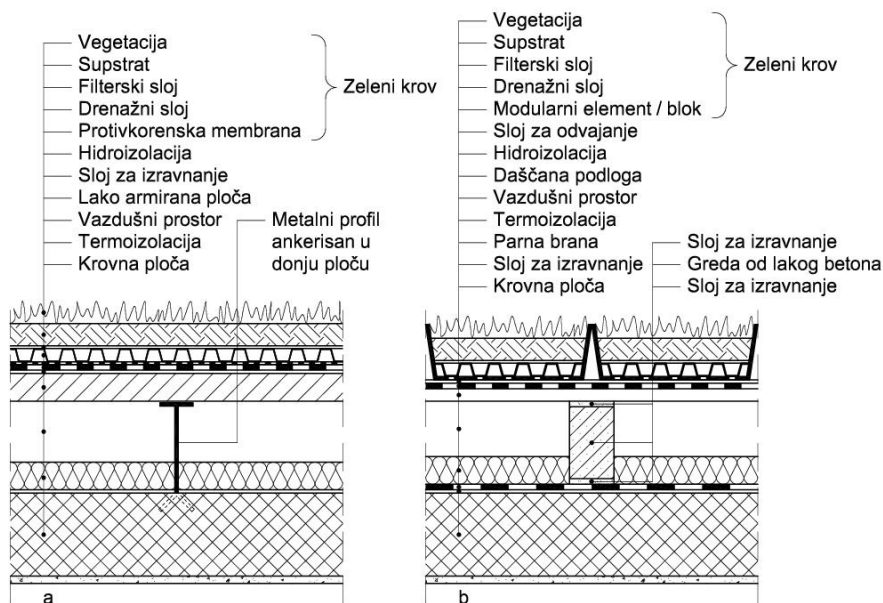 Vegetacija
Supstrat
Filterski sloj
Drenažni sloj
Protivkorenska membrana
Zeleni krov
Hidroizolacija
Sloj za izravnanje
Lako armirana ploča
Vazdušni prostor
Termoizolacija
Krovna ploča
Metalni profil
ankerisan u
donju ploču
a
Vegetacija
Supstrat
Filterski sloj
Drenažni sloj
Modularni element / blok
Zeleni krov
Sloj za odvajanje
Hidroizolacija
Daščana podloga
Vazdušni prostor
Termoizolacija
Parna brana
Sloj za izravnanje
Krovna ploča
Sloj za izravnanje
Greda od lakog betona
Sloj za izravnanje
b